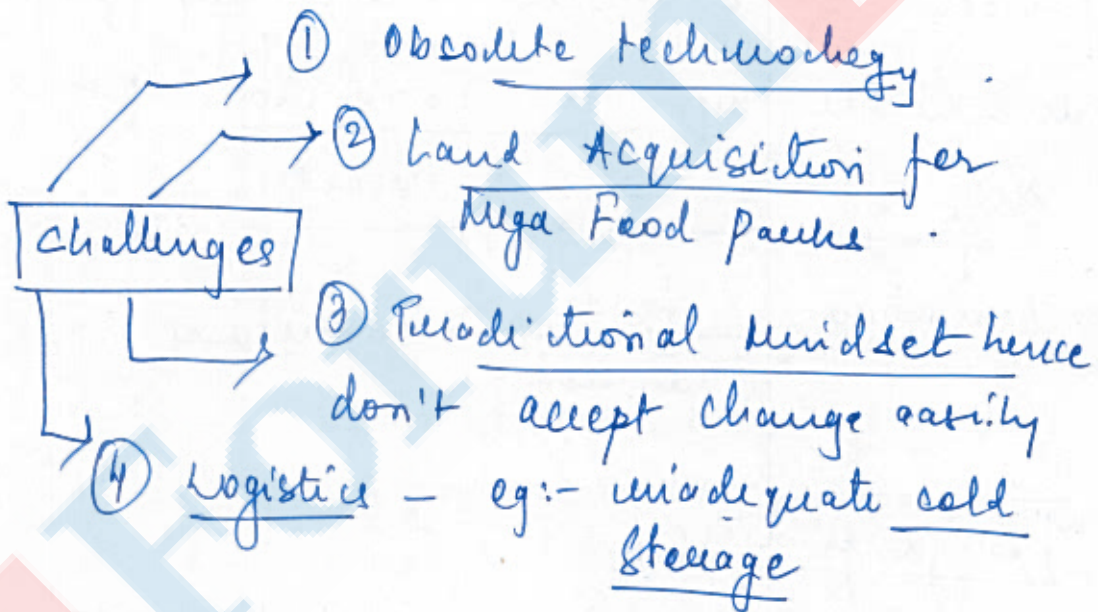 ① Obsolete technology.
② Land Acquisition for
Mega Food Parks.
Challenges
③ Traditional mindset hence
don't accept change easily
④ Logistics – eg:- inadequate cold
storage
Forum